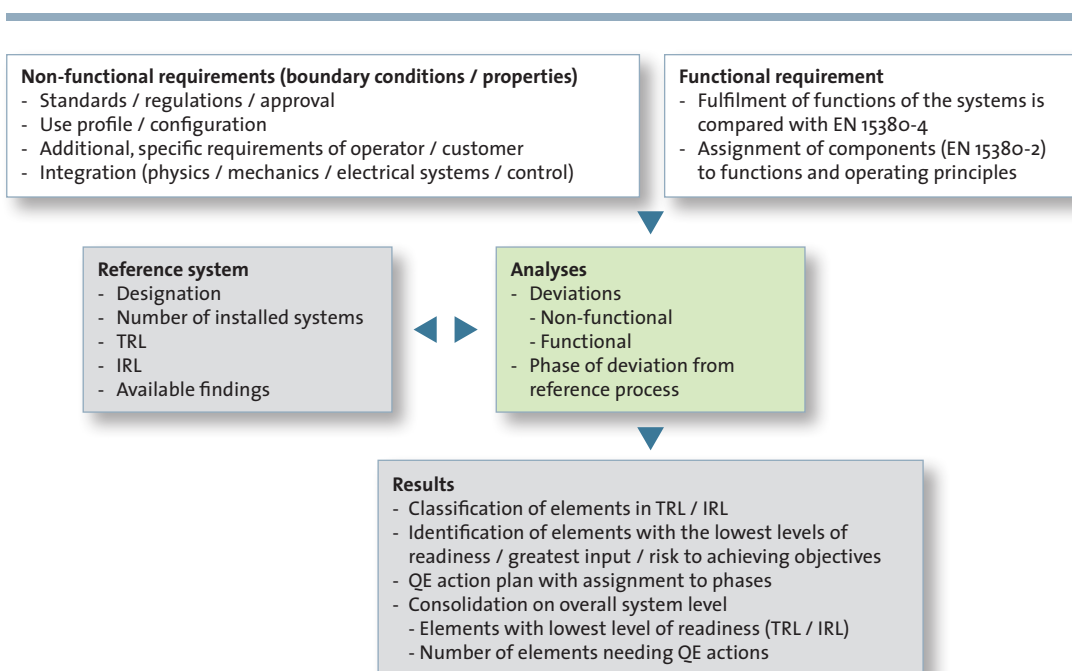 Non-functional requirements (boundary conditions / properties)
- Standards / regulations / approval
- Use profile / configuration
- Additional, specific requirements of operator / customer
- Integration (physics / mechanics / electrical systems / control)
Functional requirement
- Fulfilment of functions of the systems is
compared with EN 15380-4
- Assignment of components (EN 15380-2)
to functions and operating principles
Reference system
- Designation
- Number of installed systems
- TRL
- IRL
- Available findings
Analyses
- Deviations
- Non-functional
- Functional
- Phase of deviation from
reference process
Results
- Classification of elements in TRL / IRL
- Identification of elements with the lowest levels of
readiness / greatest input / risk to achieving objectives
- QE action plan with assignment to phases
- Consolidation on overall system level
- Elements with lowest level of readiness (TRL / IRL)
- Number of elements needing QE actions